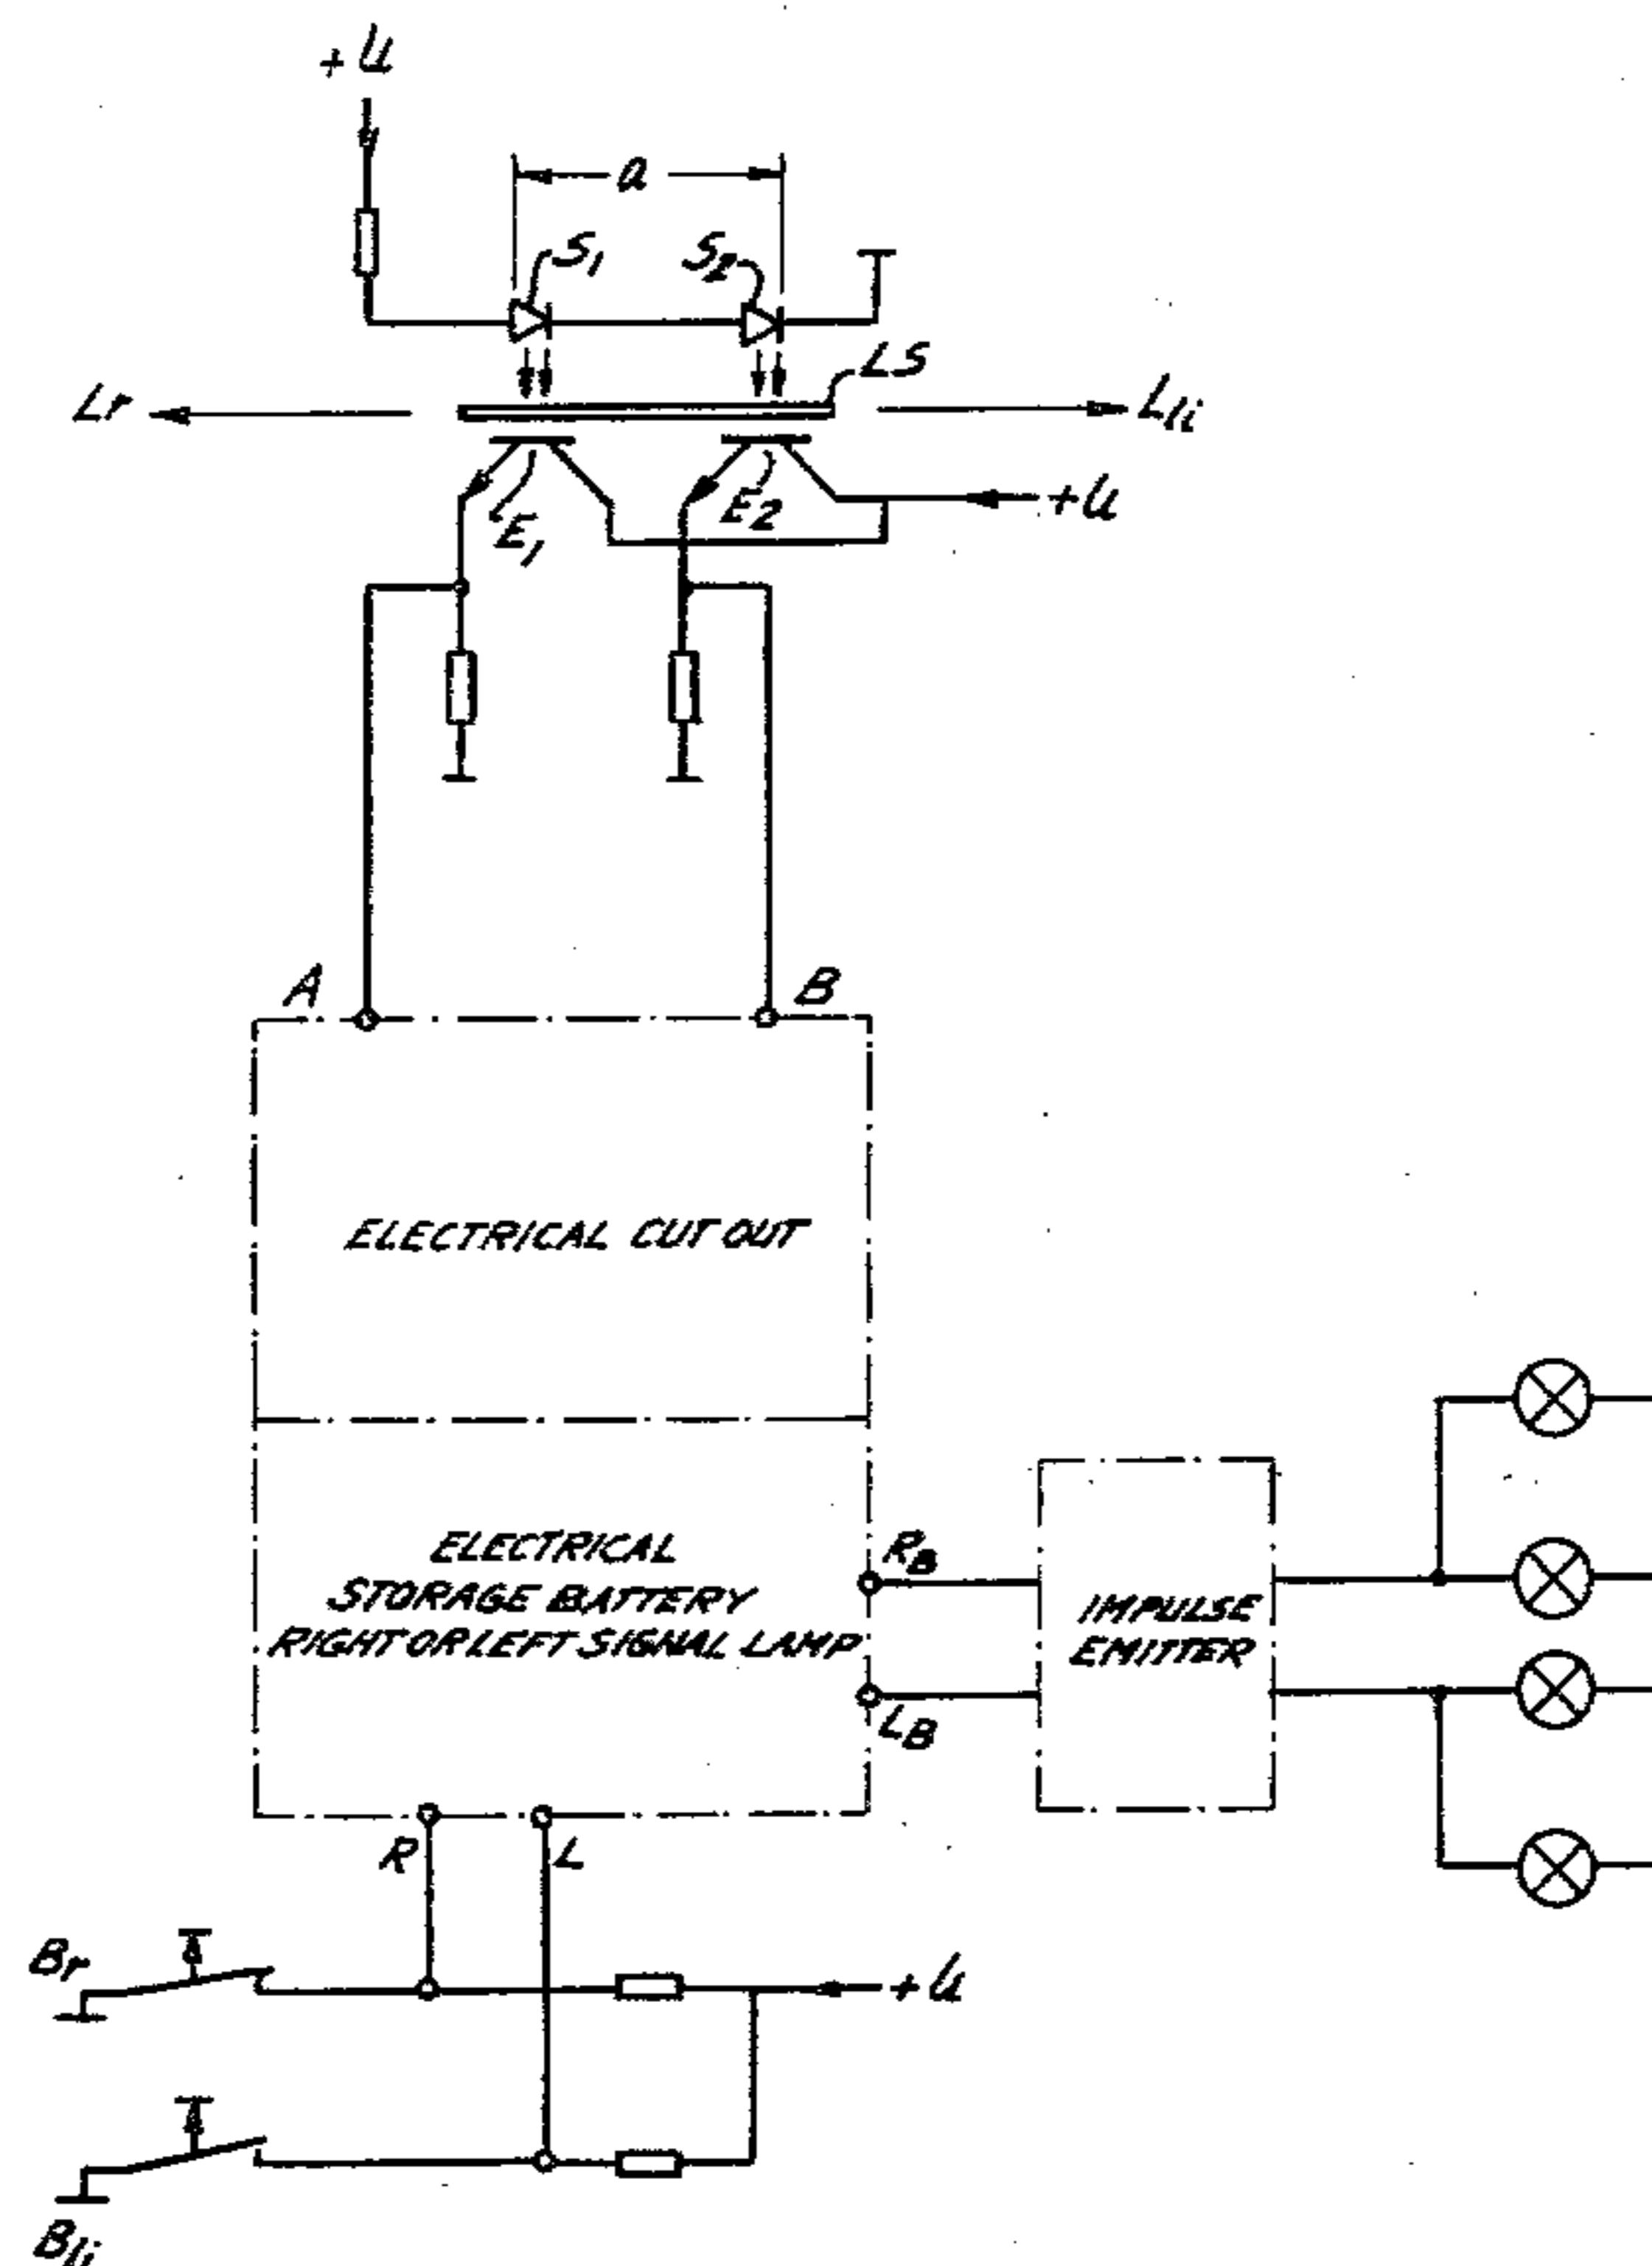 +U
a
S1 S2
LS
Lr
Lli
+U
E1
E2
A
B
ELECTRICAL CUT OUT
ELECTRICAL
STORAGE BATTERY
RIGHT OR LEFT SIGNAL LAMP
RB
IMPULSE
EMITTER
LB
R
L
Br
+U
Bli